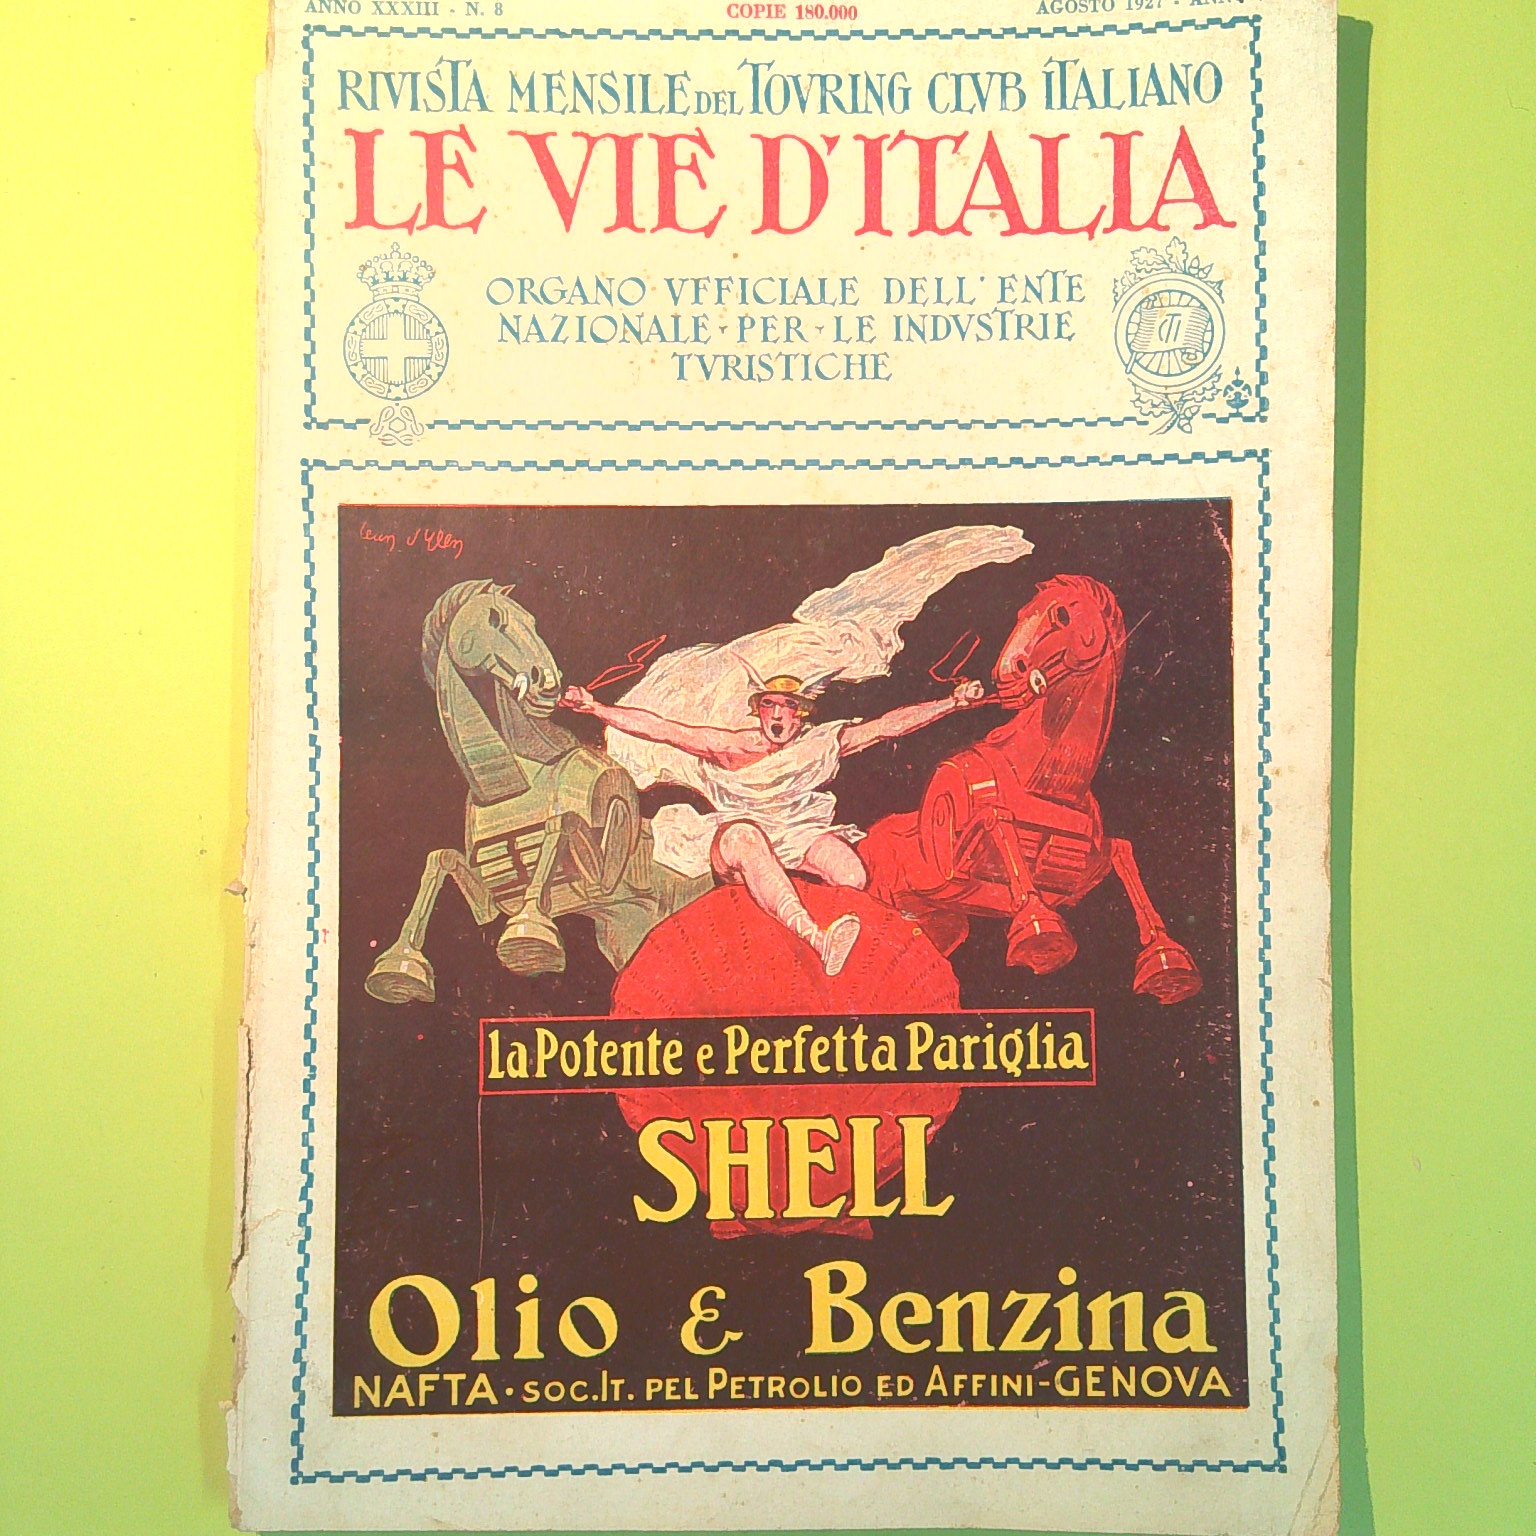 ANNO XXXIII - N. 8
COPIE 180.000
AGOSTO 1927 -
RIVISTA MENSILE DEL TOVRING CLVB ITALIANO
LE VIE D'ITALIA
ORGANO VFFICIALE DELL'ENTE
NAZIONALE·PER·LE INDVSTRIE
TVRISTICHE
La Potente e Perfetta Pariglia
SHELL
Olio & Benzina
NAFTA·SOC.IT. PEL PETROLIO ED AFFINI-GENOVA